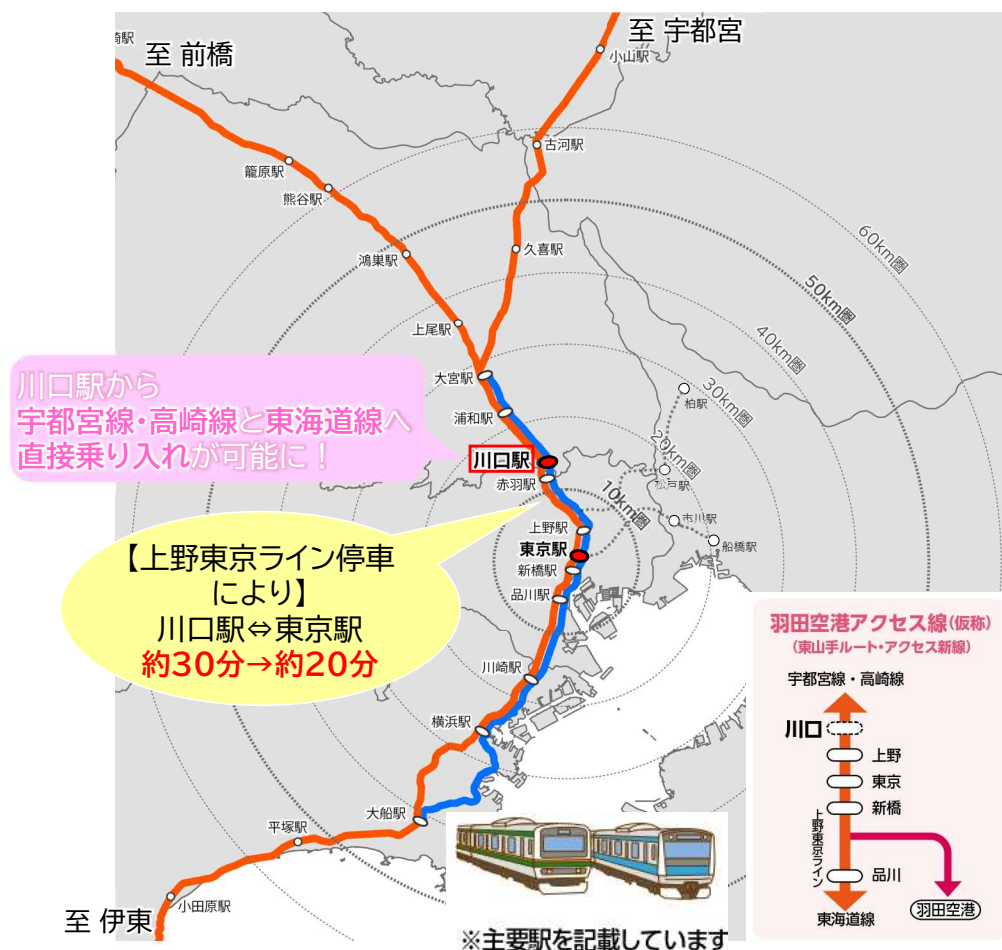 至 宇都宮
至 前橋
崎駅
小山駅
古河駅
籠原駅
熊谷駅
久喜駅
鴻巣駅
60km圏
50km圏
40km圏
30km圏
20km圏
10km圏
上尾駅
大宮駅
柏駅
浦和駅
川口駅から
宇都宮線・高崎線と東海道線へ
直接乗り入れが可能に！
川口駅
赤羽駅
松戸駅
市川駅
船橋駅
上野駅
東京駅
新橋駅
品川駅
【上野東京ライン停車
により】
川口駅⇔東京駅
約30分→約20分
川崎駅
横浜駅
大船駅
平塚駅
小田原駅
至 伊東
※主要駅を記載しています
羽田空港アクセス線(仮称)
(東山手ルート・アクセス新線)
宇都宮線・高崎線
川口
上野
東京
新橋
上野東京ライン
品川
東海道線
羽田空港